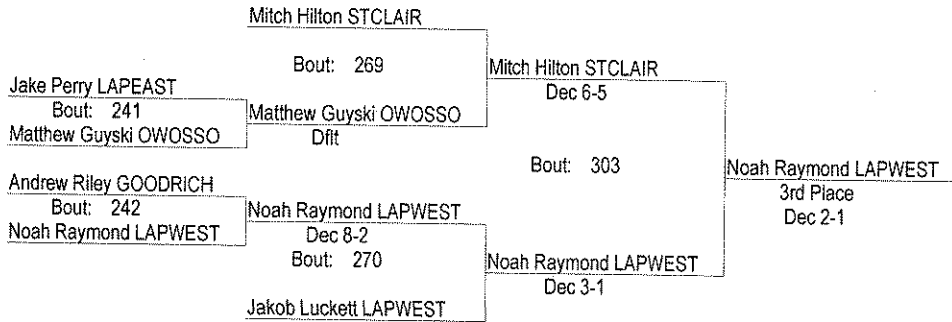 Mitch Hilton STCLAIR
Bout: 269
Mitch Hilton STCLAIR
Dec 6-5
Jake Perry LAPEAST
Bout: 241
Matthew Guyski OWOSSO
Matthew Guyski OWOSSO
Dflt
Bout: 303
Noah Raymond LAPWEST
3rd Place
Dec 2-1
Andrew Riley GOODRICH
Bout: 242
Noah Raymond LAPWEST
Noah Raymond LAPWEST
Dec 8-2
Bout: 270
Noah Raymond LAPWEST
Dec 3-1
Jakob Luckett LAPWEST